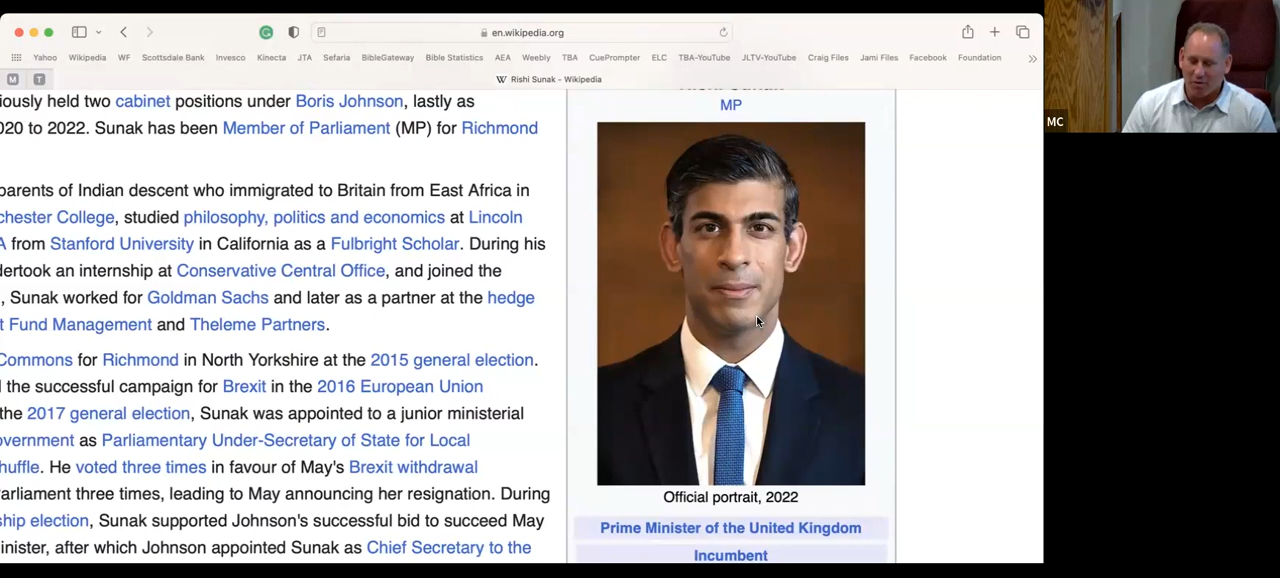 en.wikipedia.org
Yahoo Wikipedia WF Scottsdale Bank Invesco Kinecta JTA Sefaria BibleGateway Bible Statistics AEA Weebly TBA CuePrompter ELC TBA-YouTube JLTV-YouTube Craig Files Jami Files Facebook Foundation
M T W Rishi Sunak – Wikipedia
iously held two cabinet positions under Boris Johnson, lastly as
020 to 2022. Sunak has been Member of Parliament (MP) for Richmond
parents of Indian descent who immigrated to Britain from East Africa in
chester College, studied philosophy, politics and economics at Lincoln
A from Stanford University in California as a Fulbright Scholar. During his
dertook an internship at Conservative Central Office, and joined the
, Sunak worked for Goldman Sachs and later as a partner at the hedge
t Fund Management and Theleme Partners.
Commons for Richmond in North Yorkshire at the 2015 general election.
l the successful campaign for Brexit in the 2016 European Union
the 2017 general election, Sunak was appointed to a junior ministerial
overnment as Parliamentary Under-Secretary of State for Local
huffle. He voted three times in favour of May's Brexit withdrawal
arliament three times, leading to May announcing her resignation. During
ship election, Sunak supported Johnson's successful bid to succeed May
inister, after which Johnson appointed Sunak as Chief Secretary to the
MP
Official portrait, 2022
Prime Minister of the United Kingdom
Incumbent
MC